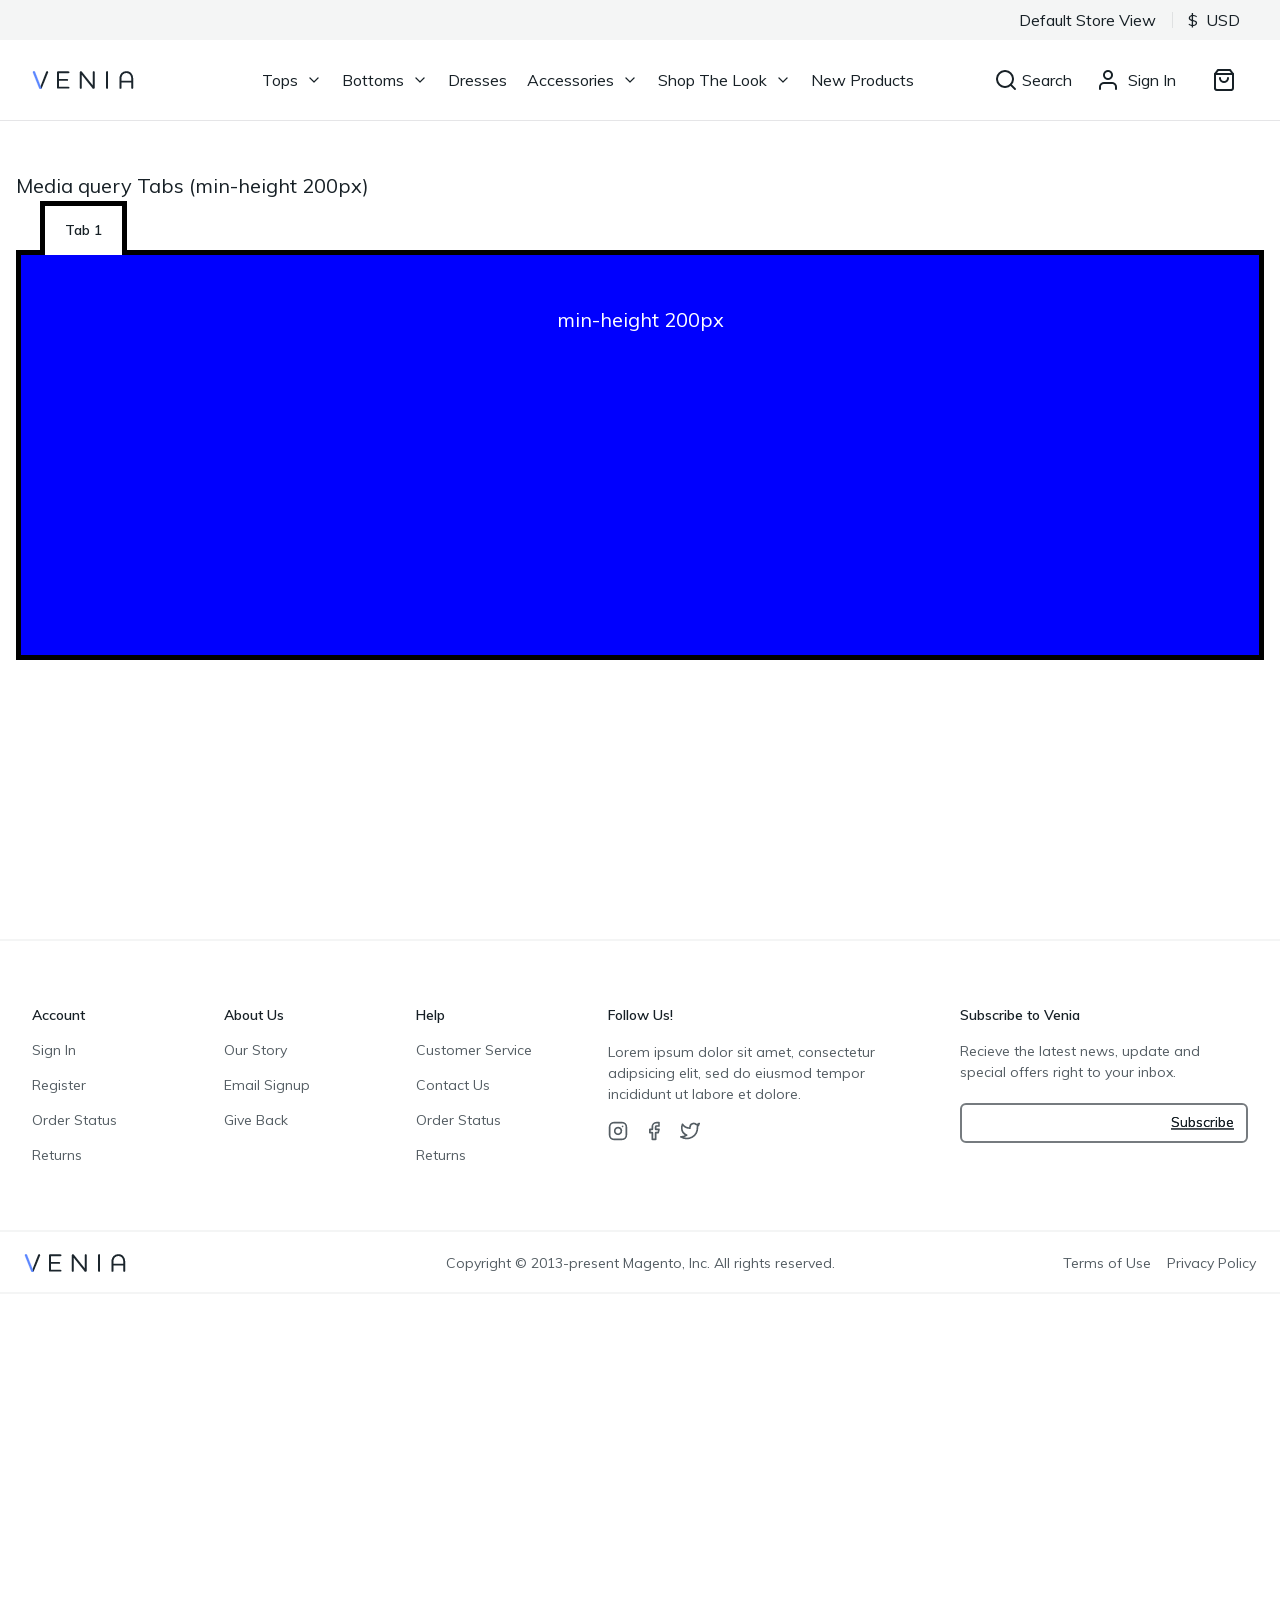 Default Store View
$ USD
VENIA
Tops
Bottoms
Dresses
Accessories
Shop The Look
New Products
Search
Sign In
Media query Tabs (min-height 200px)
Tab 1
min-height 200px
Account
Sign In
Register
Order Status
Returns
About Us
Our Story
Email Signup
Give Back
Help
Customer Service
Contact Us
Order Status
Returns
Follow Us!
Lorem ipsum dolor sit amet, consectetur
adipsicing elit, sed do eiusmod tempor
incididunt ut labore et dolore.
Subscribe to Venia
Recieve the latest news, update and
special offers right to your inbox.
Subscribe
VENIA
Copyright © 2013-present Magento, Inc. All rights reserved.
Terms of Use
Privacy Policy